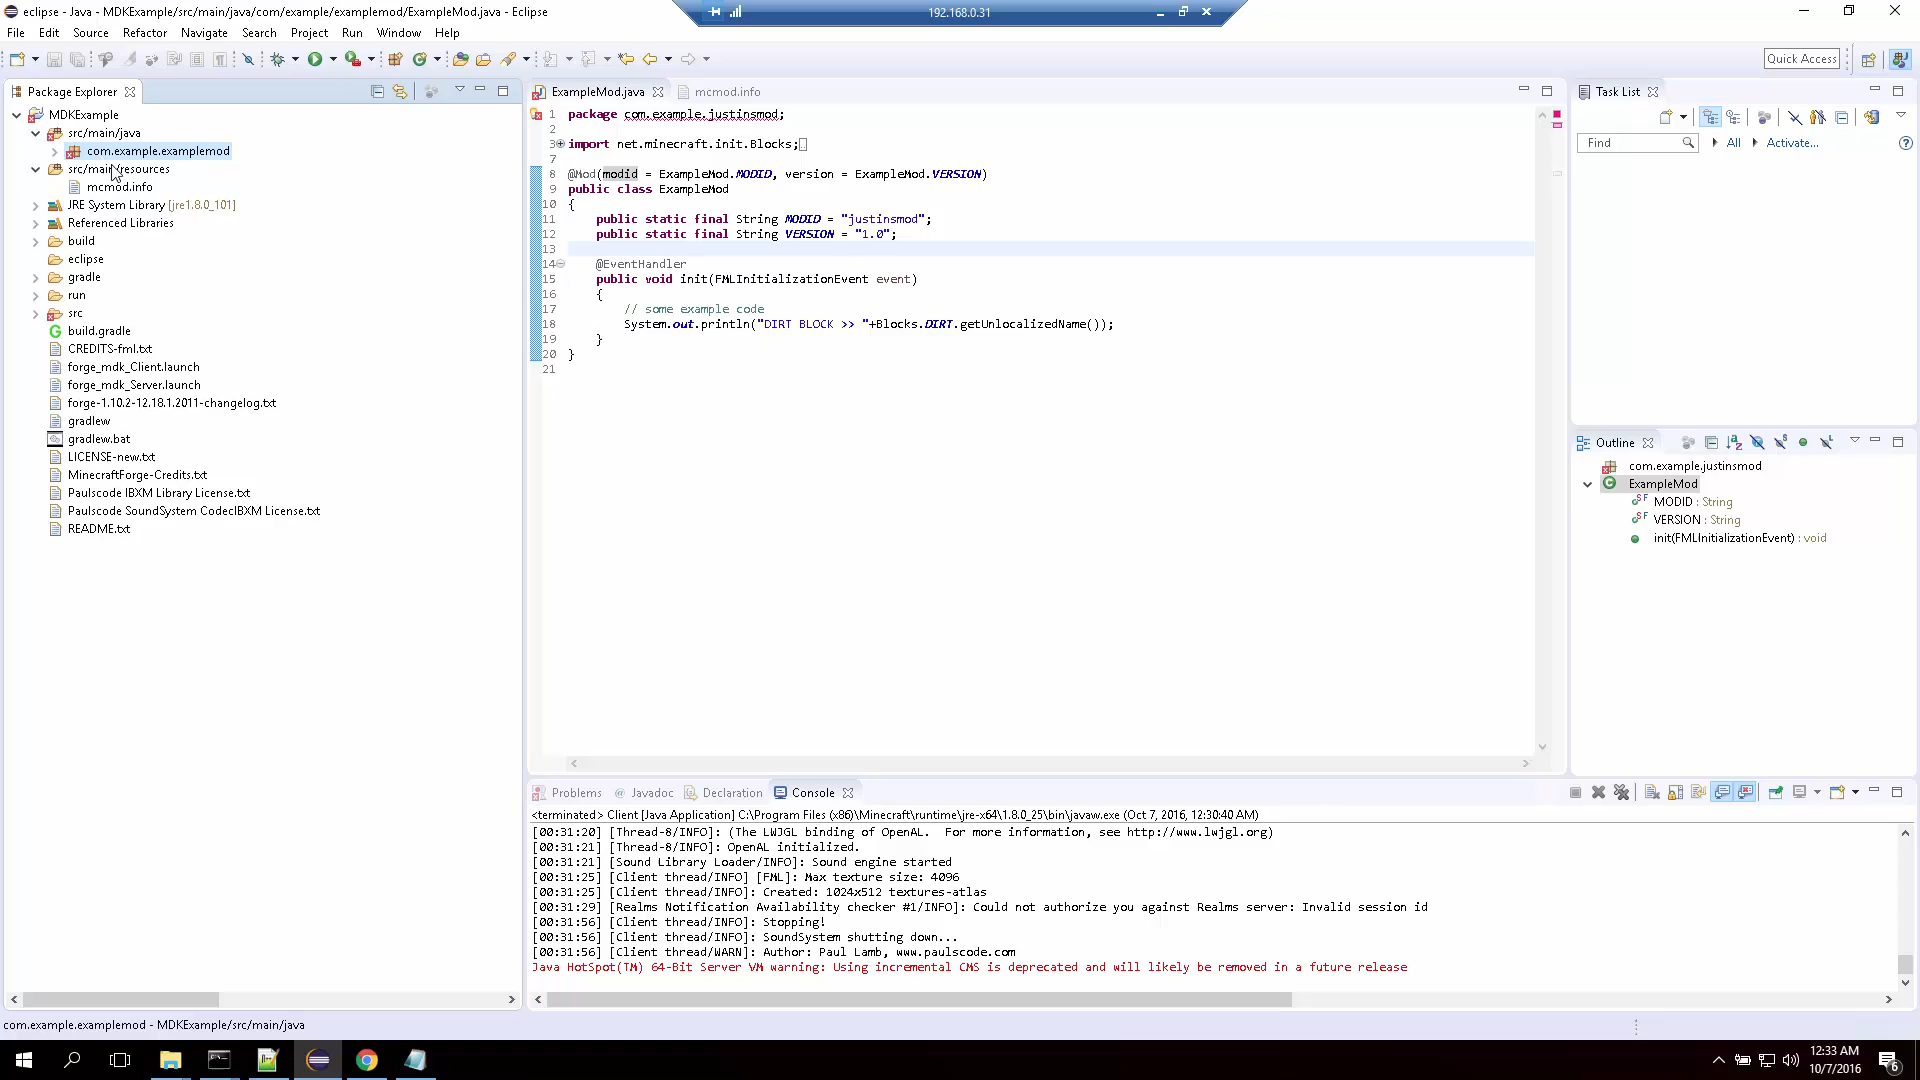 eclipse - Java - MDKExample/src/main/java/com/example/examplemod/ExampleMod.java - Eclipse
192.168.0.31
File Edit Source Refactor Navigate Search Project Run Window Help
Quick Access
Package Explorer
MDKExample
src/main/java
com.example.examplemod
src/main/resources
mcmod.info
JRE System Library [jre1.8.0_101]
Referenced Libraries
build
eclipse
gradle
run
src
build.gradle
CREDITS-fml.txt
forge_mdk_Client.launch
forge_mdk_Server.launch
forge-1.10.2-12.18.1.2011-changelog.txt
gradlew
gradlew.bat
LICENSE-new.txt
MinecraftForge-Credits.txt
Paulscode IBXM Library License.txt
Paulscode SoundSystem CodecIBXM License.txt
README.txt
ExampleMod.java mcmod.info
1 package com.example.justinsmod;
2
3 import net.minecraft.init.Blocks;
7
8 @Mod(modid = ExampleMod.MODID, version = ExampleMod.VERSION)
9 public class ExampleMod
10 {
11 public static final String MODID = "justinsmod";
12 public static final String VERSION = "1.0";
13
14 @EventHandler
15 public void init(FMLInitializationEvent event)
16 {
17 // some example code
18 System.out.println("DIRT BLOCK >> "+Blocks.DIRT.getUnlocalizedName());
19 }
20 }
21
Task List
Find All Activate...
Outline
com.example.justinsmod
ExampleMod
MODID : String
VERSION : String
init(FMLInitializationEvent) : void
Problems @ Javadoc Declaration Console
<terminated> Client [Java Application] C:\Program Files (x86)\Minecraft\runtime\jre-x64\1.8.0_25\bin\javaw.exe (Oct 7, 2016, 12:30:40 AM)
[00:31:20] [Thread-8/INFO]: (The LWJGL binding of OpenAL. For more information, see http://www.lwjgl.org)
[00:31:21] [Thread-8/INFO]: OpenAL initialized.
[00:31:21] [Sound Library Loader/INFO]: Sound engine started
[00:31:25] [Client thread/INFO] [FML]: Max texture size: 4096
[00:31:25] [Client thread/INFO]: Created: 1024x512 textures-atlas
[00:31:29] [Realms Notification Availability checker #1/INFO]: Could not authorize you against Realms server: Invalid session id
[00:31:56] [Client thread/INFO]: Stopping!
[00:31:56] [Client thread/INFO]: SoundSystem shutting down...
[00:31:56] [Client thread/WARN]: Author: Paul Lamb, www.paulscode.com
Java HotSpot(TM) 64-Bit Server VM warning: Using incremental CMS is deprecated and will likely be removed in a future release
com.example.examplemod - MDKExample/src/main/java
12:33 AM
10/7/2016
6